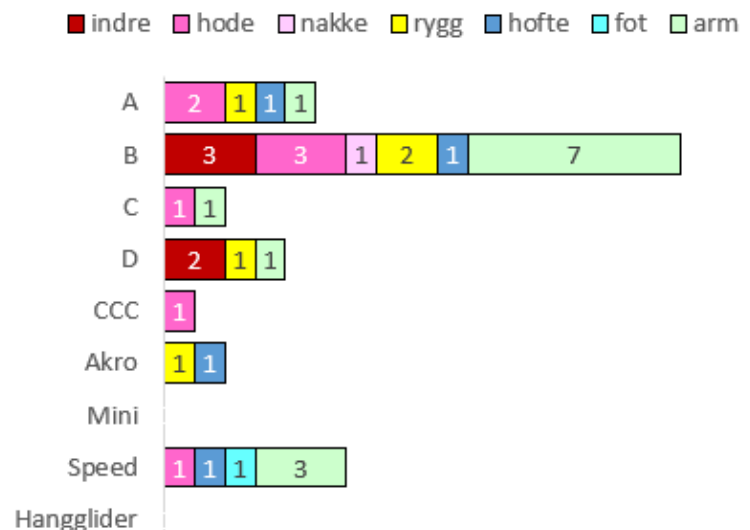 indre hode nakke rygg hofte fot arm
A 2 1 1 1
B 3 3 1 2 1 7
C 1 1
D 2 1 1
CCC 1
Akro 1 1
Mini
Speed 1 1 1 3
Hangglider